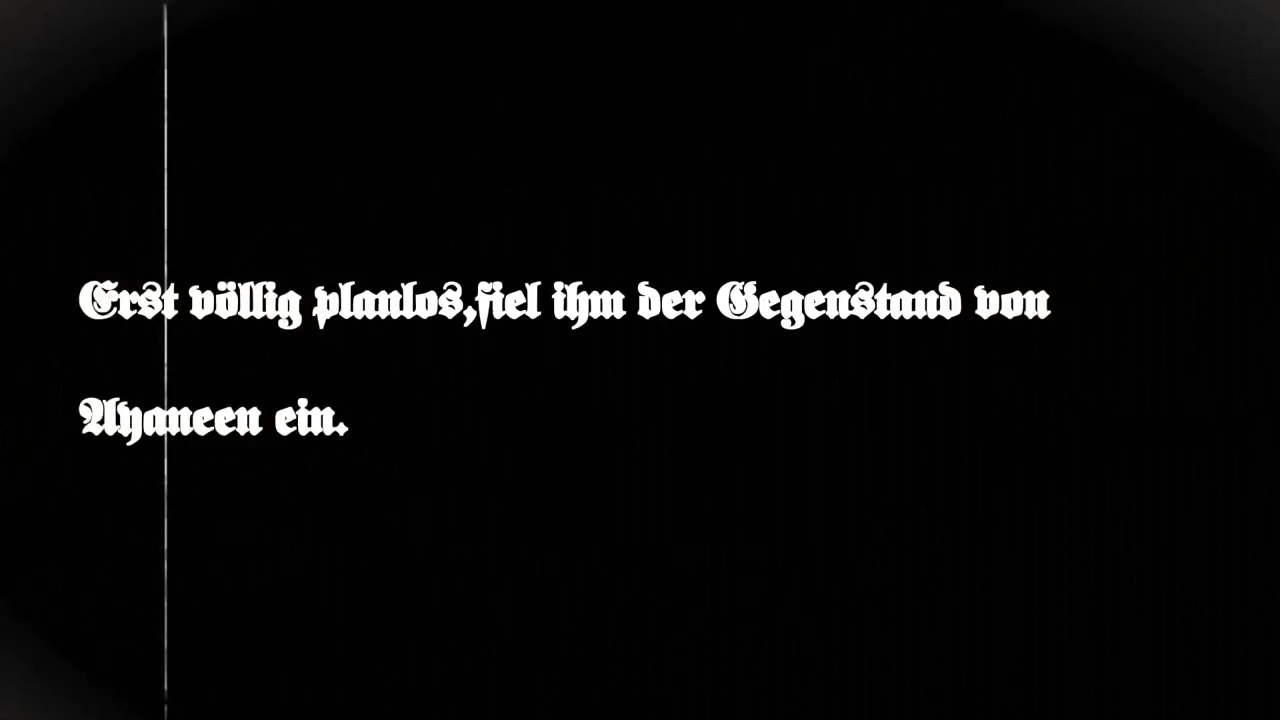 Erst völlig planlos,fiel ihm der Gegenstand von
Ayaneen ein.